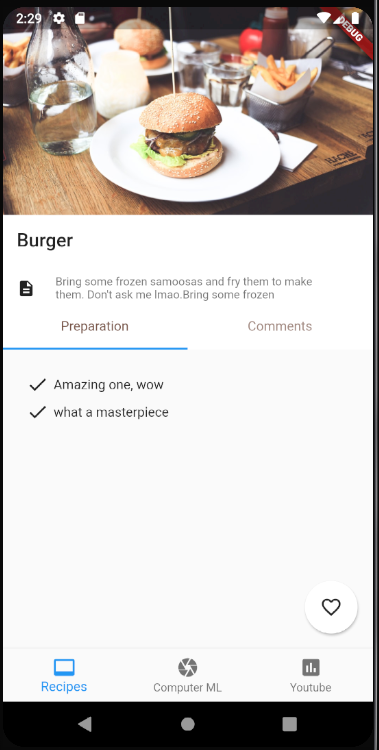 2:29
DEBUG
Burger
Bring some frozen samoosas and fry them to make
them. Don't ask me lmao.Bring some frozen
Preparation
Comments
Amazing one, wow
what a masterpiece
Recipes
Computer ML
Youtube